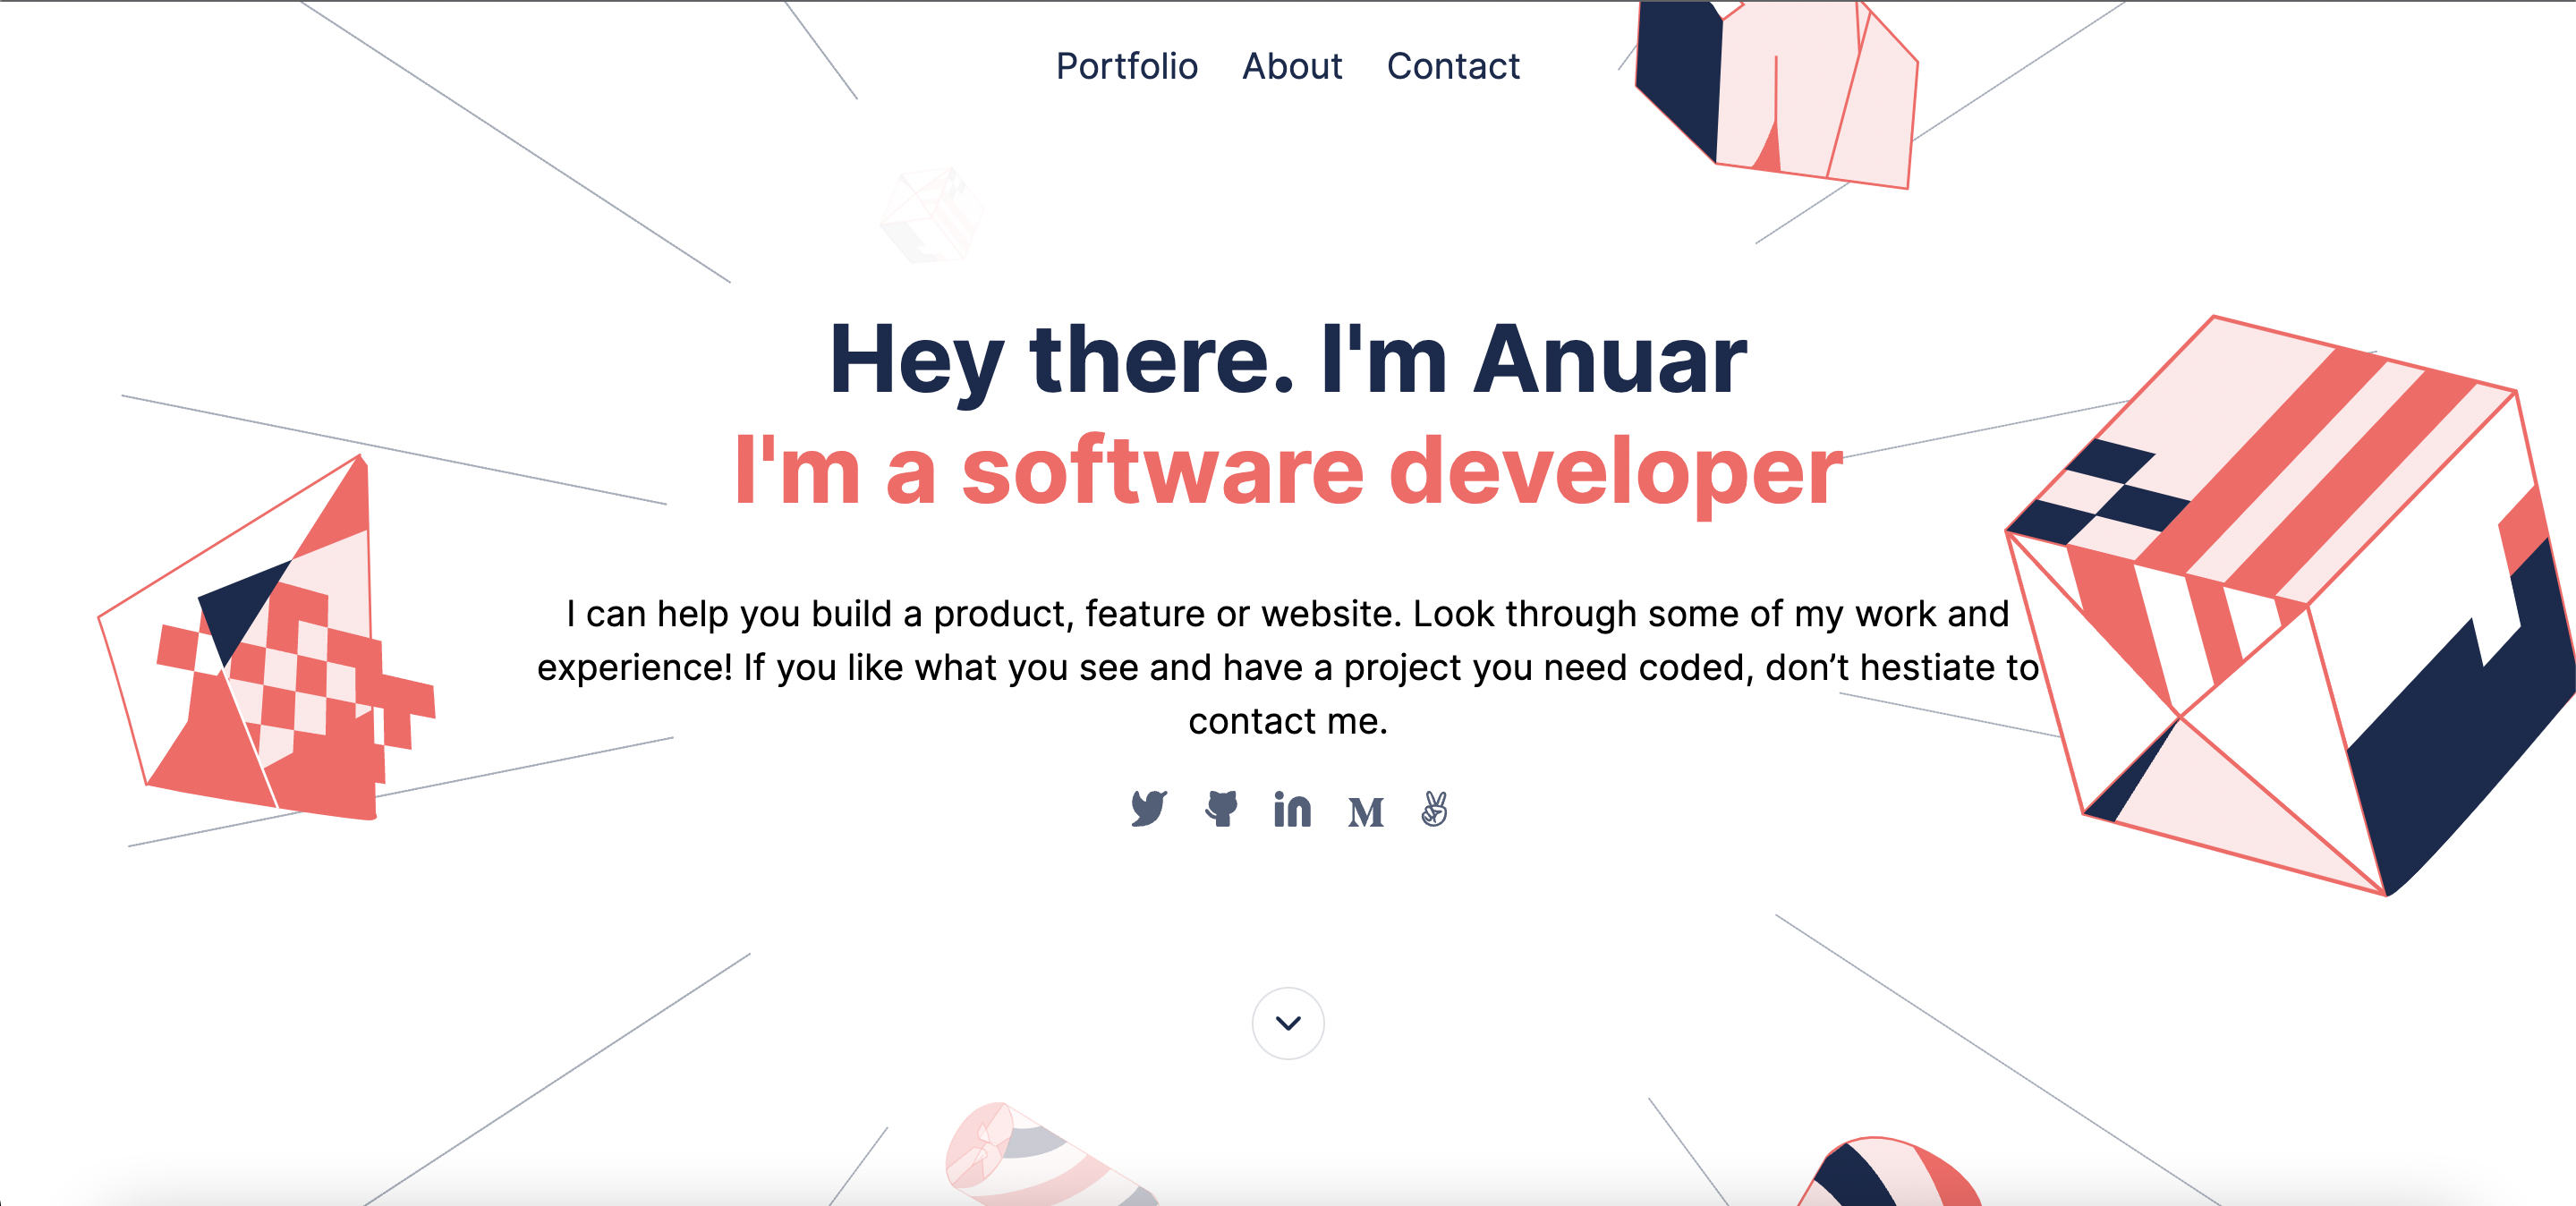 Portfolio About Contact
Hey there. I'm Anuar
I'm a software developer
I can help you build a product, feature or website. Look through some of my work and
experience! If you like what you see and have a project you need coded, don’t hestiate to
contact me.